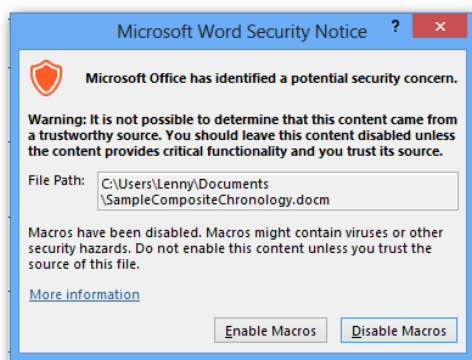 Microsoft Word Security Notice ? ×
Microsoft Office has identified a potential security concern.
Warning: It is not possible to determine that this content came from
a trustworthy source. You should leave this content disabled unless
the content provides critical functionality and you trust its source.
File Path: C:\Users\Lenny\Documents
\SampleCompositeChronology.docm
Macros have been disabled. Macros might contain viruses or other
security hazards. Do not enable this content unless you trust the
source of this file.
More information
Enable Macros Disable Macros